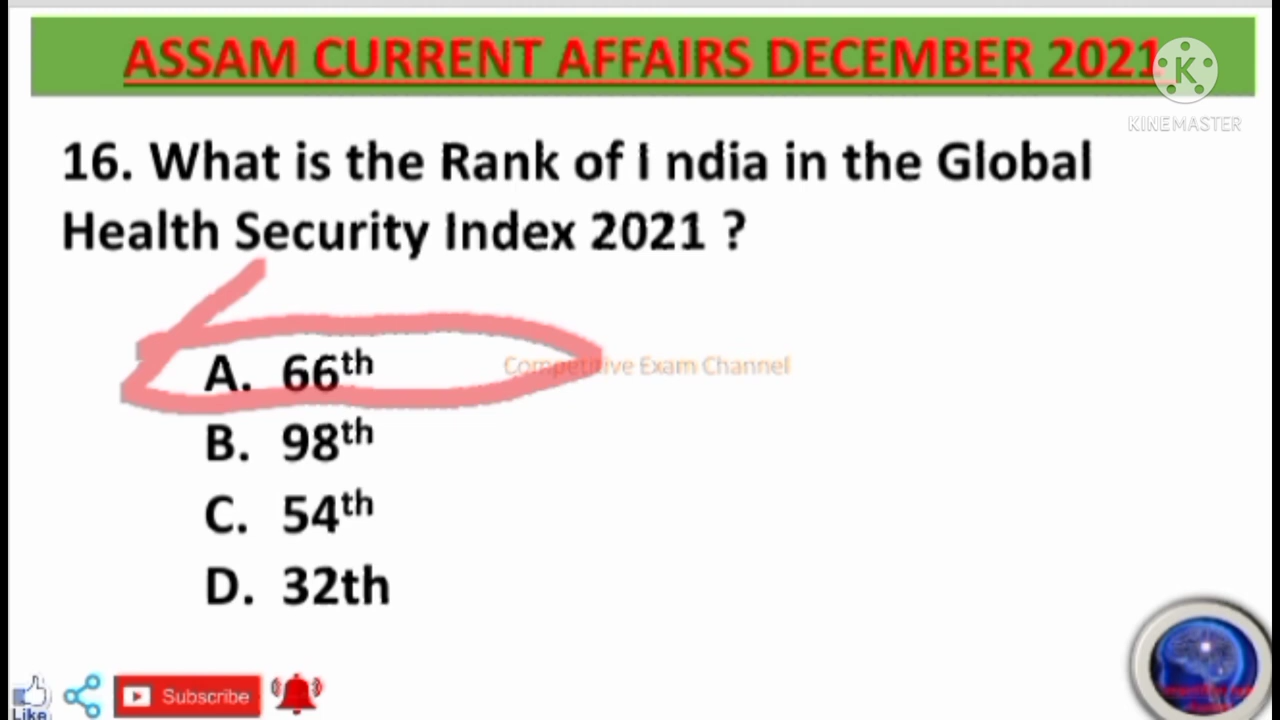 ASSAM CURRENT AFFAIRS DECEMBER 2021
K
KINEMASTER
16. What is the Rank of I ndia in the Global
Health Security Index 2021 ?
A. 66th
Competitive Exam Channel
B. 98th
C. 54th
D. 32th
Like
Subscribe